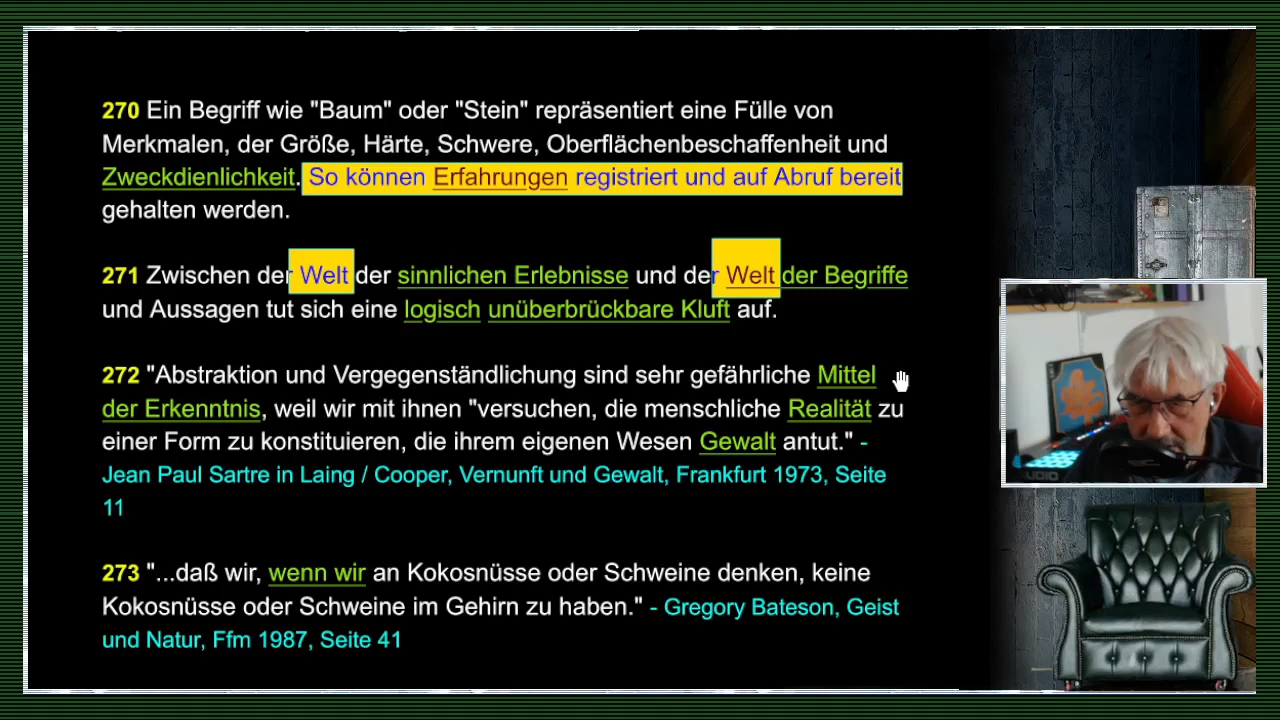 270 Ein Begriff wie "Baum" oder "Stein" repräsentiert eine Fülle von
Merkmalen, der Größe, Härte, Schwere, Oberflächenbeschaffenheit und
Zweckdienlichkeit. So können Erfahrungen registriert und auf Abruf bereit
gehalten werden.
271 Zwischen der Welt der sinnlichen Erlebnisse und der Welt der Begriffe
und Aussagen tut sich eine logisch unüberbrückbare Kluft auf.
272 "Abstraktion und Vergegenständlichung sind sehr gefährliche Mittel
der Erkenntnis, weil wir mit ihnen "versuchen, die menschliche Realität zu
einer Form zu konstituieren, die ihrem eigenen Wesen Gewalt antut." -
Jean Paul Sartre in Laing / Cooper, Vernunft und Gewalt, Frankfurt 1973, Seite
11
273 "...daß wir, wenn wir an Kokosnüsse oder Schweine denken, keine
Kokosnüsse oder Schweine im Gehirn zu haben." - Gregory Bateson, Geist
und Natur, Ffm 1987, Seite 41